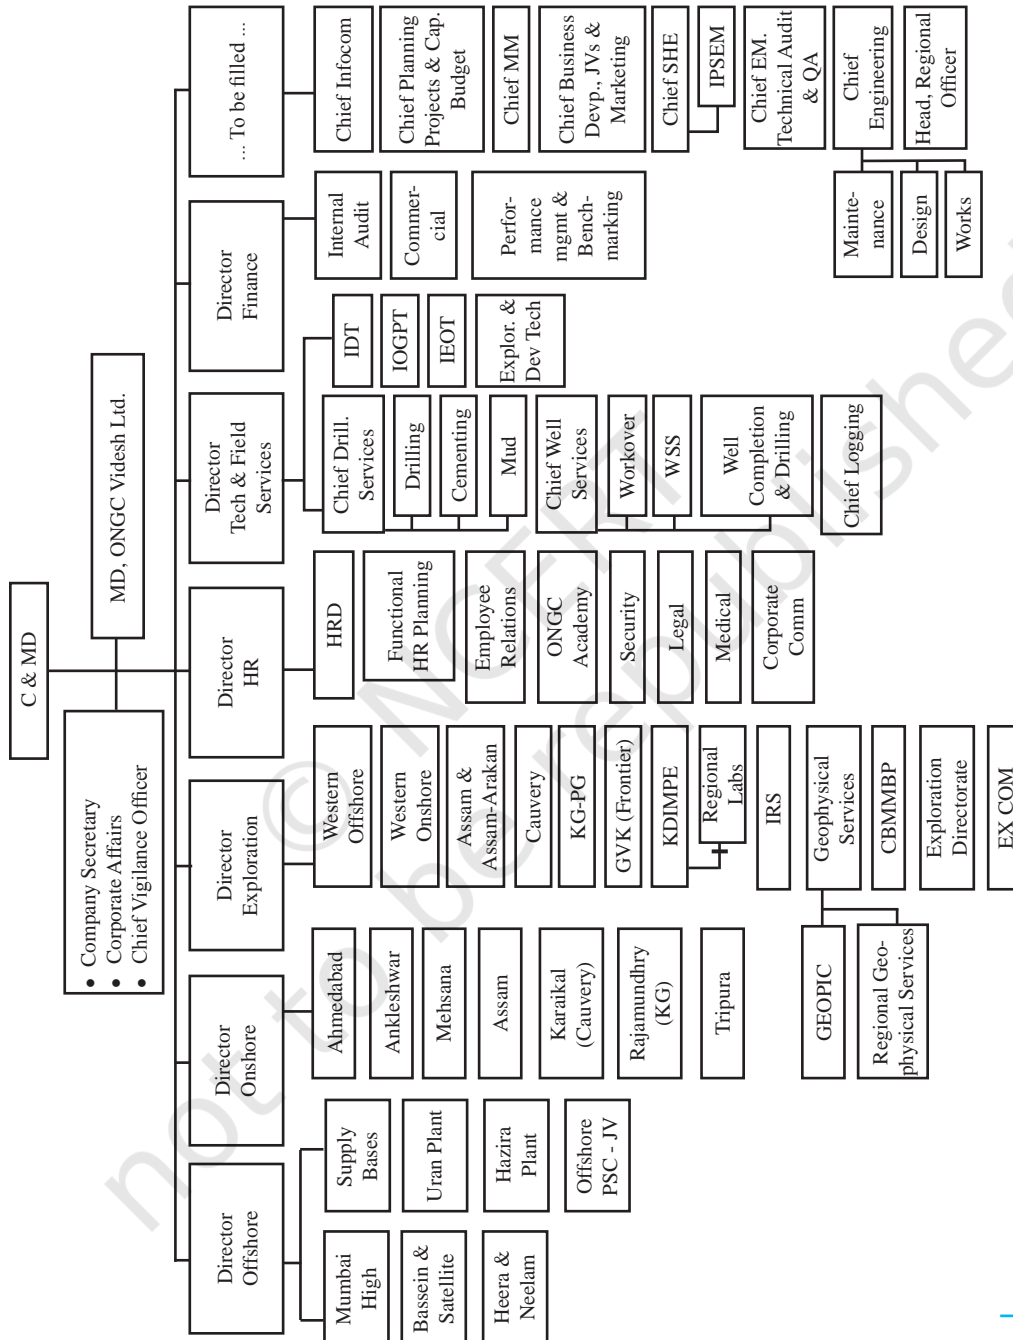 C & MD
• Company Secretary
• Corporate Affairs
• Chief Vigilance Officer
MD, ONGC Videsh Ltd.
Director
Offshore
Director
Onshore
Director
Exploration
Director
HR
Director
Tech & Field
Services
Director
Finance
... To be filled ...
Mumbai
High
Bassein &
Satellite
Heera &
Neelam
Supply
Bases
Uran Plant
Hazira
Plant
Offshore
PSC - JV
Ahmedabad
Ankleshwar
Mehsana
Assam
Karaikal
(Cauvery)
Rajamundhry
(KG)
Tripura
Western
Offshore
Western
Onshore
Assam &
Assam-Arakan
Cauvery
KG-PG
GVK (Frontier)
KDIMPE
Regional
Labs
IRS
Geophysical
Services
GEOPIC
Regional Geo-
physical Services
CBMMBP
Exploration
Directorate
EX COM
HRD
Functional
HR Planning
Employee
Relations
ONGC
Academy
Security
Legal
Medical
Corporate
Comm
Chief Drill.
Services
Drilling
Cementing
Mud
Chief Well
Services
Workover
WSS
Well
Completion
& Drilling
Chief Logging
IDT
IOGPT
IEOT
Explor. &
Dev Tech
Internal
Audit
Commer-
cial
Perfor-
mance
mgmt &
Bench-
marking
Chief Infocom
Chief Planning
Projects & Cap.
Budget
Chief MM
Chief Business
Devp., JVs &
Marketing
Chief SHE
IPSEM
Chief EM.
Technical Audit
& QA
Chief
Engineering
Mainte-
nance
Design
Works
Head, Regional
Officer
© NCERT
not to be republished